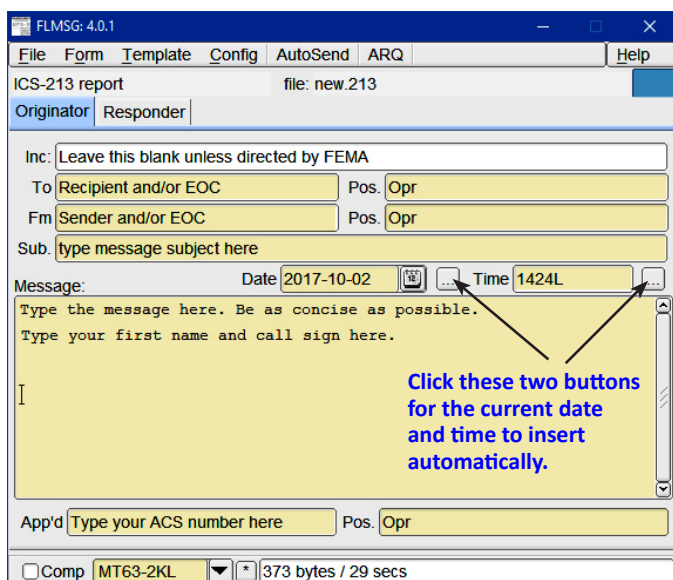 FLMSG: 4.0.1
File Form Template Config AutoSend ARQ Help
ICS-213 report file: new.213
Originator Responder
Inc: Leave this blank unless directed by FEMA
To Recipient and/or EOC Pos. Opr
Fm Sender and/or EOC Pos. Opr
Sub. type message subject here
Message: Date 2017-10-02 12 ... Time 1424L ...
Type the message here. Be as concise as possible.
Type your first name and call sign here.
Click these two buttons
for the current date
and time to insert
automatically.
App'd Type your ACS number here Pos. Opr
Comp MT63-2KL * 373 bytes / 29 secs